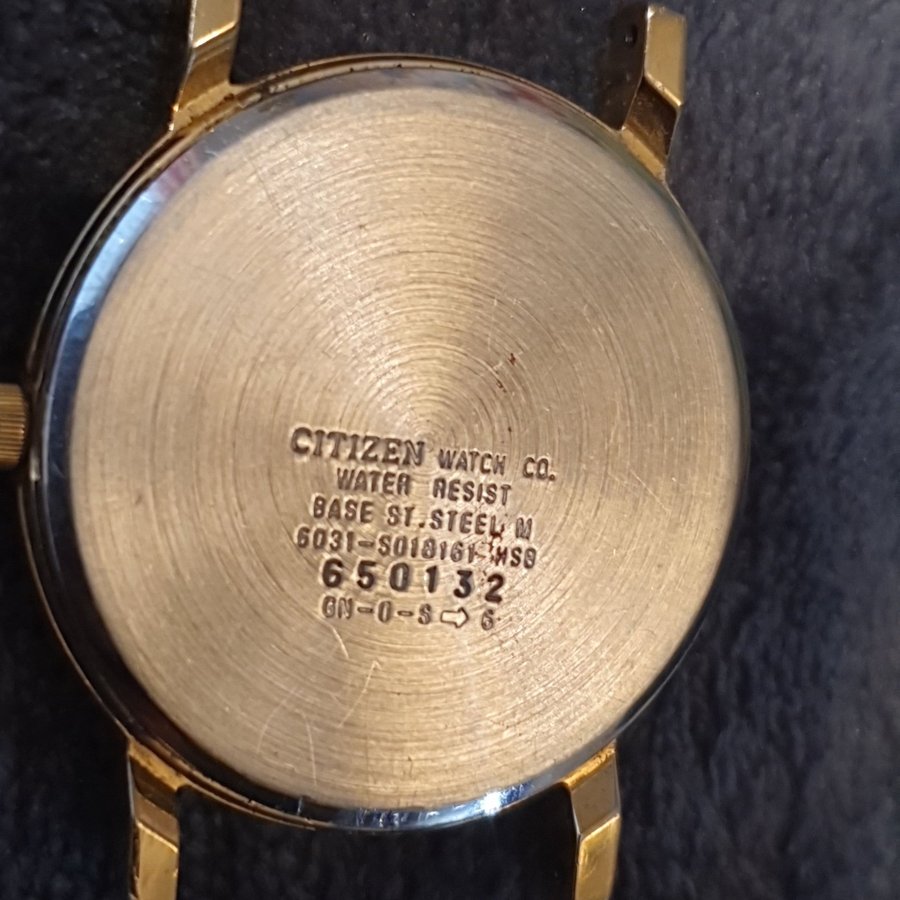 CITIZEN WATCH CO.
WATER RESIST
BASE ST.STEEL M
6031-S018161 HSB
650132
GN-0-S ⇨ 6